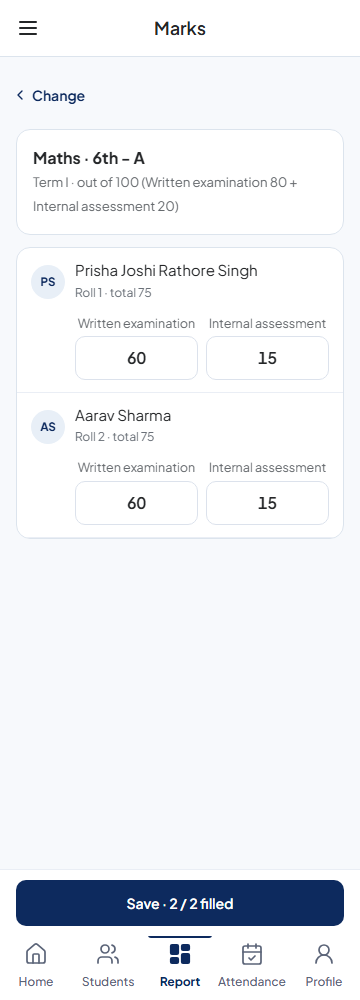 Marks
Change
Maths · 6th - A
Term I · out of 100 (Written examination 80 +
Internal assessment 20)
PS
Prisha Joshi Rathore Singh
Roll 1 · total 75
Written examination Internal assessment
60 15
AS
Aarav Sharma
Roll 2 · total 75
Written examination Internal assessment
60 15
Save · 2 / 2 filled
Home Students Report Attendance Profile